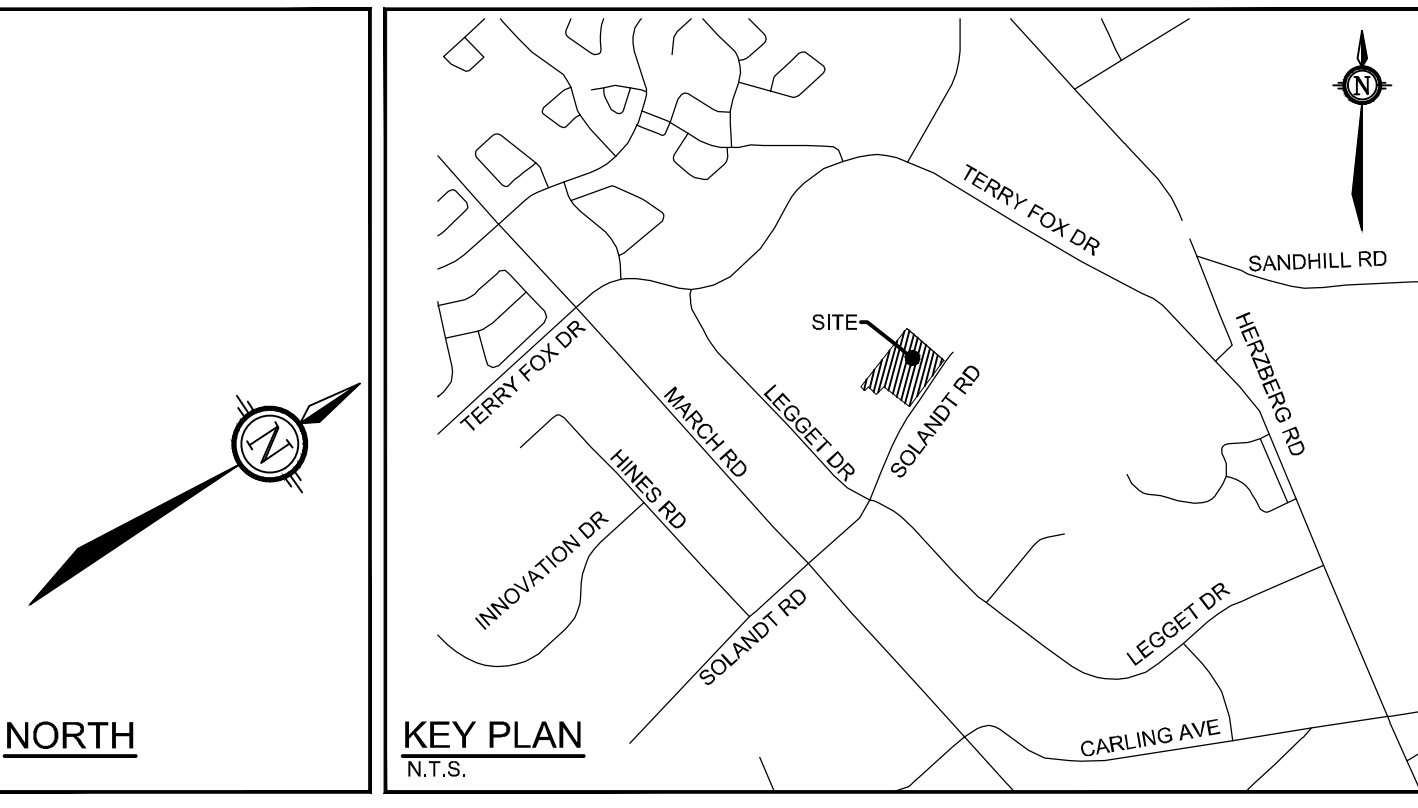 N
NORTH
N
TERRY FOX DR
SANDHILL RD
SITE
HERZBERG RD
TERRY FOX DR
MARCH RD
LEGGET DR
SOLANDT RD
HINES RD
INNOVATION DR
SOLANDT RD
LEGGET DR
CARLING AVE
KEY PLAN
N.T.S.